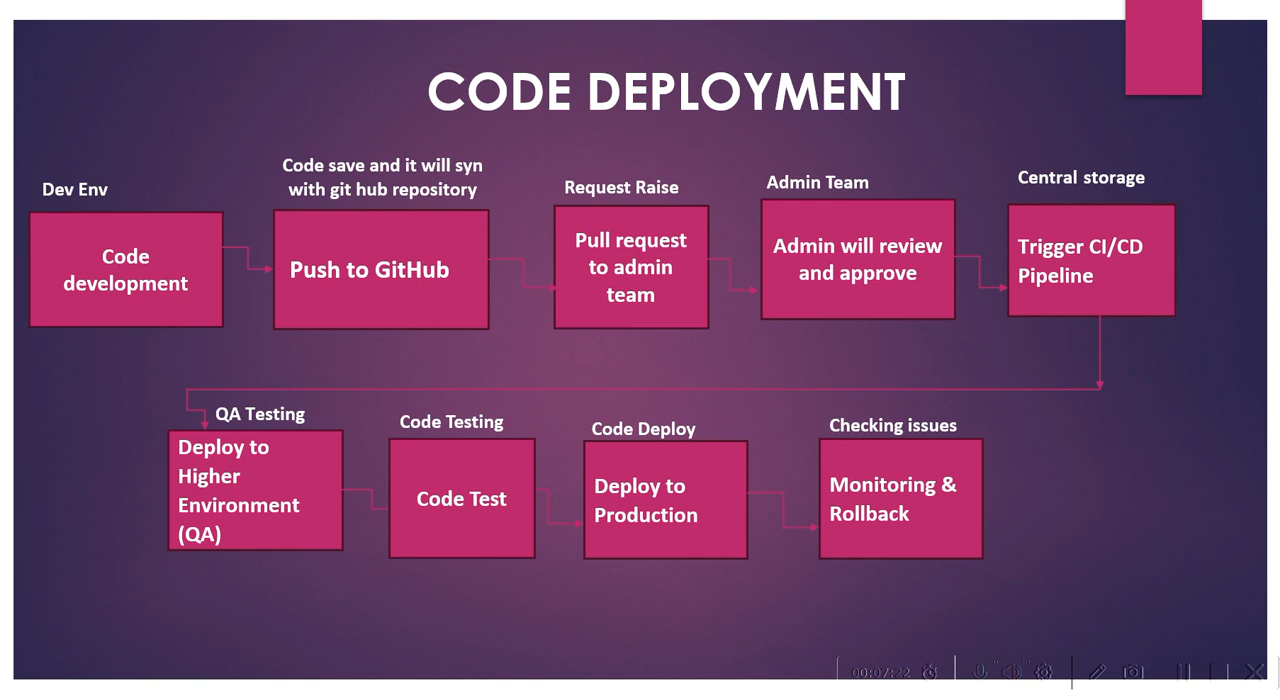 CODE DEPLOYMENT
Dev Env
Code
development
Code save and it will syn
with git hub repository
Push to GitHub
Request Raise
Pull request
to admin
team
Admin Team
Admin will review
and approve
Central storage
Trigger CI/CD
Pipeline
QA Testing
Deploy to
Higher
Environment
(QA)
Code Testing
Code Test
Code Deploy
Deploy to
Production
Checking issues
Monitoring &
Rollback
00:07:22